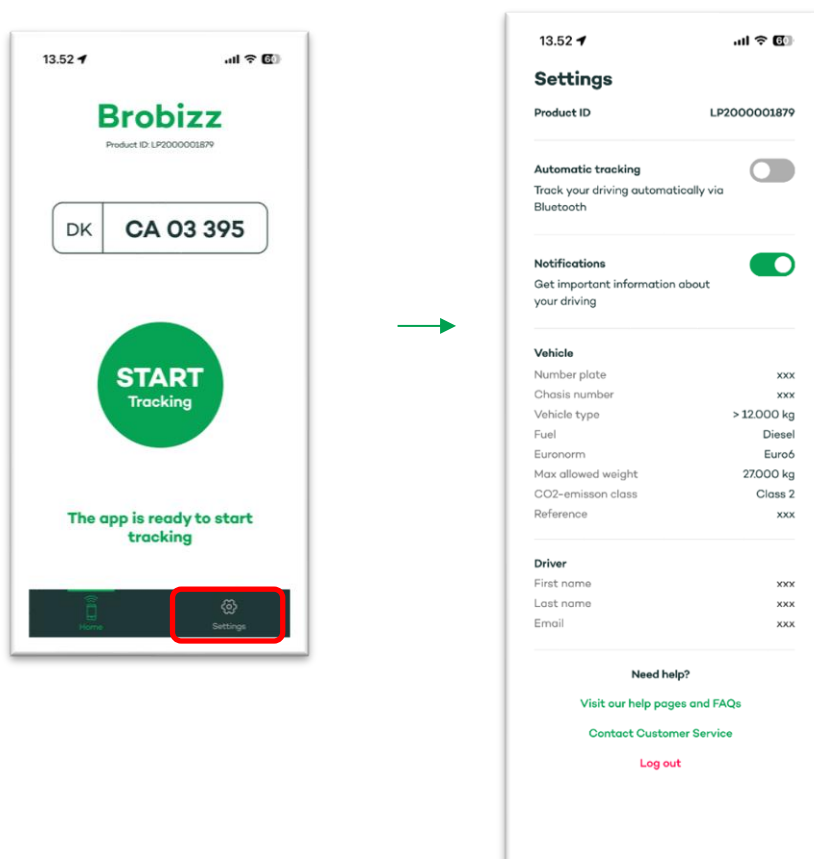 13.52
60
Brobizz
Product ID: LP2000001879
DK CA 03 395
START
Tracking
The app is ready to start
tracking
Home Settings
13.52
60
Settings
Product ID LP2000001879
Automatic tracking
Track your driving automatically via
Bluetooth
Notifications
Get important information about
your driving
Vehicle
Number plate xxx
Chasis number xxx
Vehicle type > 12.000 kg
Fuel Diesel
Euronorm Euro6
Max allowed weight 27.000 kg
CO2-emisson class Class 2
Reference xxx
Driver
First name xxx
Last name xxx
Email xxx
Need help?
Visit our help pages and FAQs
Contact Customer Service
Log out